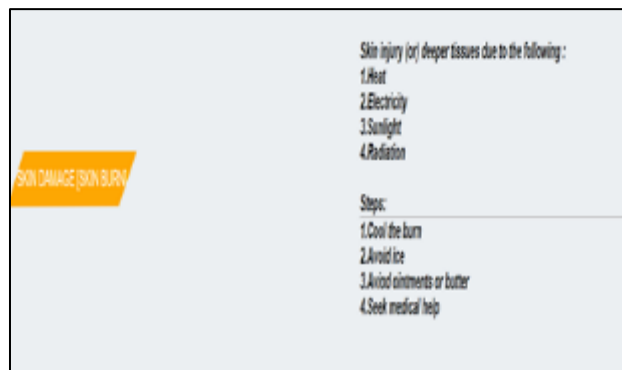 SKIN DAMAGE [SKIN BURN
Skin injury (or) deeper tissues due to the following :
1.Heat
2.Electricity
3.Sunlight
4.Radiation
Steps:
1.Cool the burn
2.Avoid ice
3.Aviod ointments or butter
4.Seek medical help